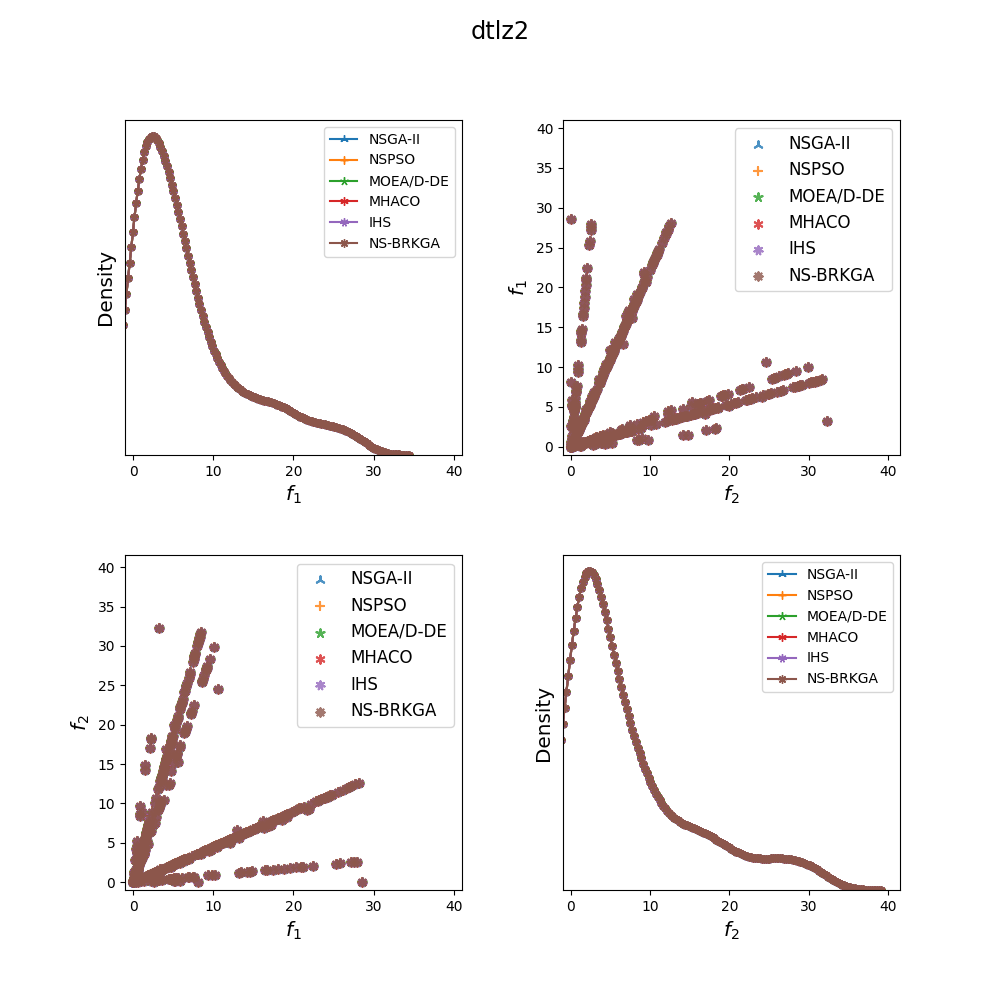 dtlz2
NSGA-II
NSPSO
MOEA/D-DE
MHACO
IHS
NS-BRKGA
Density
0 10 20 30 40
f1
NSGA-II
NSPSO
MOEA/D-DE
MHACO
IHS
NS-BRKGA
40
35
30
25
20
15
10
5
0
f1
0 10 20 30 40
f2
NSGA-II
NSPSO
MOEA/D-DE
MHACO
IHS
NS-BRKGA
40
35
30
25
20
15
10
5
0
f2
0 10 20 30 40
f1
NSGA-II
NSPSO
MOEA/D-DE
MHACO
IHS
NS-BRKGA
Density
0 10 20 30 40
f2